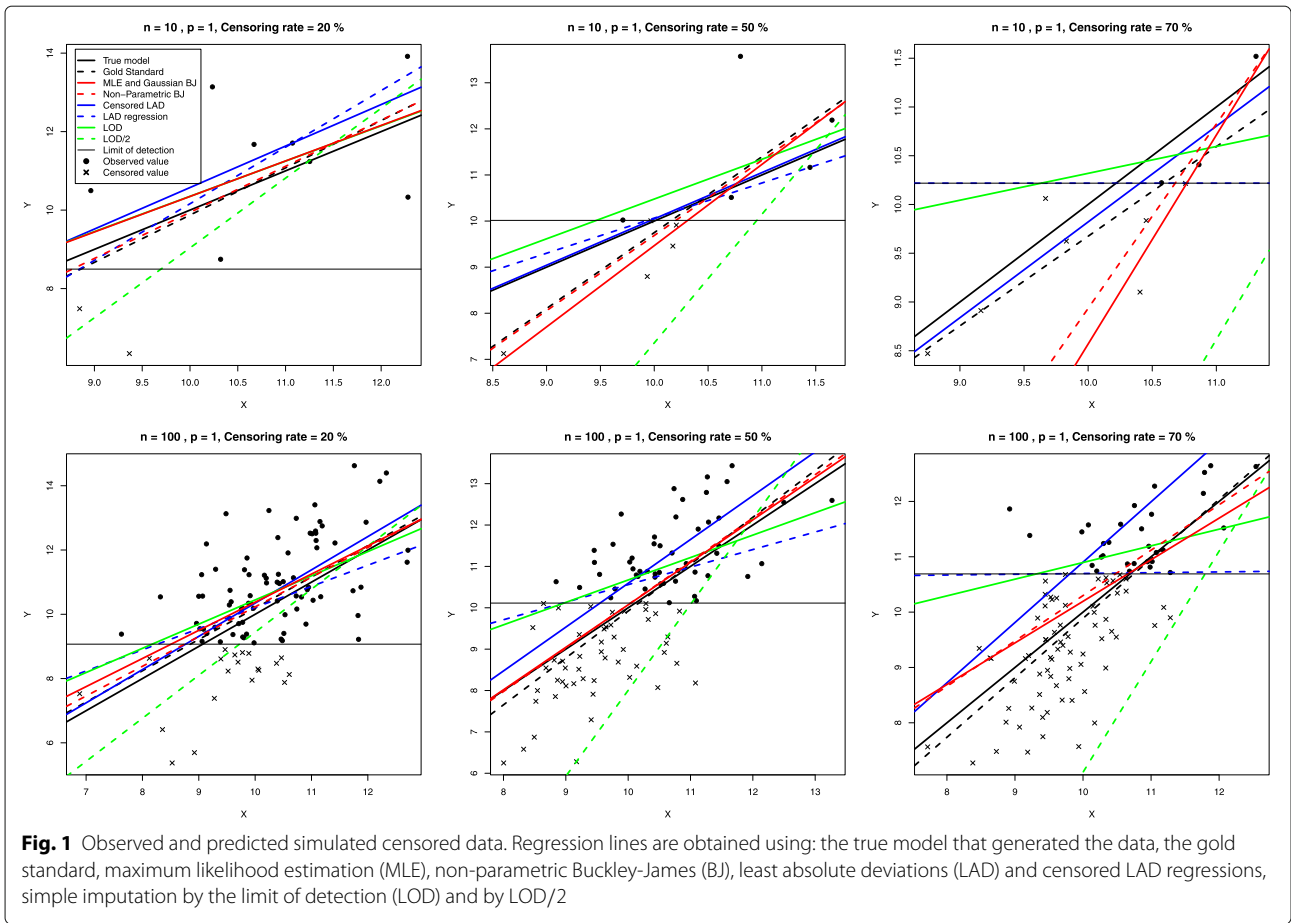 n = 10 , p = 1, Censoring rate = 20 %
14
12
10
8
Y
True model
Gold Standard
MLE and Gaussian BJ
Non−Parametric BJ
Censored LAD
LAD regression
LOD
LOD/2
Limit of detection
Observed value
Censored value
9.0 9.5 10.0 10.5 11.0 11.5 12.0
X
n = 10 , p = 1, Censoring rate = 50 %
13
12
11
10
9
8
7
Y
8.5 9.0 9.5 10.0 10.5 11.0 11.5
X
n = 10 , p = 1, Censoring rate = 70 %
11.5
11.0
10.5
10.0
9.5
9.0
8.5
Y
9.0 9.5 10.0 10.5 11.0
X
n = 100 , p = 1, Censoring rate = 20 %
14
12
10
8
6
Y
7 8 9 10 11 12
X
n = 100 , p = 1, Censoring rate = 50 %
13
12
11
10
9
8
7
6
Y
8 9 10 11 12 13
X
n = 100 , p = 1, Censoring rate = 70 %
12
11
10
9
8
Y
8 9 10 11 12
X
Fig. 1 Observed and predicted simulated censored data. Regression lines are obtained using: the true model that generated the data, the gold
standard, maximum likelihood estimation (MLE), non-parametric Buckley-James (BJ), least absolute deviations (LAD) and censored LAD regressions,
simple imputation by the limit of detection (LOD) and by LOD/2